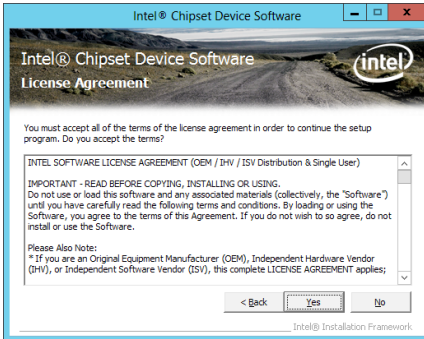 Intel® Chipset Device Software
Intel® Chipset Device Software
License Agreement
intel
You must accept all of the terms of the license agreement in order to continue the setup
program. Do you accept the terms?
INTEL SOFTWARE LICENSE AGREEMENT (OEM / IHV / ISV Distribution & Single User)
IMPORTANT - READ BEFORE COPYING, INSTALLING OR USING.
Do not use or load this software and any associated materials (collectively, the "Software")
until you have carefully read the following terms and conditions. By loading or using the
Software, you agree to the terms of this Agreement. If you do not wish to so agree, do not
install or use the Software.
Please Also Note:
* If you are an Original Equipment Manufacturer (OEM), Independent Hardware Vendor
(IHV), or Independent Software Vendor (ISV), this complete LICENSE AGREEMENT applies;
< Back Yes No
Intel® Installation Framework